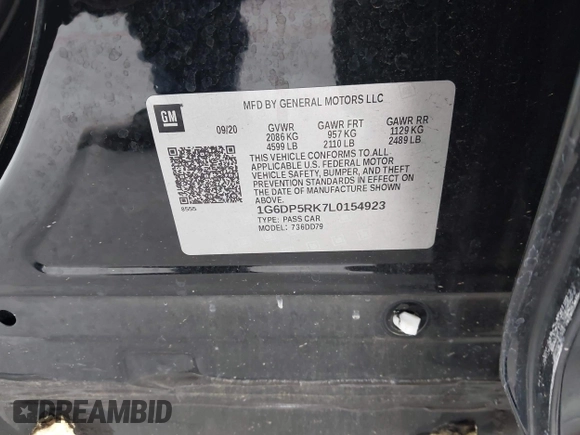 GM
MFD BY GENERAL MOTORS LLC
09/20
GVWR GAWR FRT GAWR RR
2086 KG 957 KG 1129 KG
4599 LB 2110 LB 2489 LB
THIS VEHICLE CONFORMS TO ALL
APPLICABLE U.S. FEDERAL MOTOR
VEHICLE SAFETY, BUMPER, AND THEFT
PREVENTION STANDARDS IN EFFECT ON
THE DATE OF MANUFACTURE SHOWN
ABOVE.
1G6DP5RK7L0154923
TYPE: PASS CAR
MODEL: 736DD79
DREAMBID